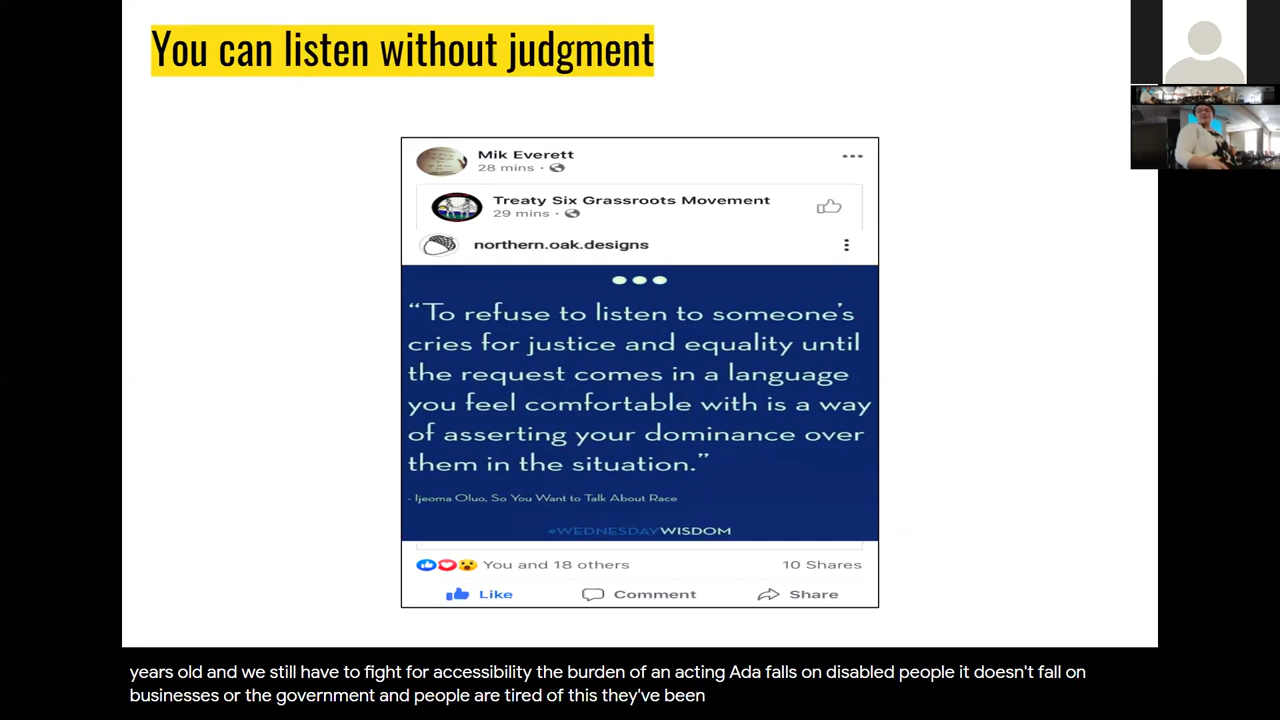 You can listen without judgment
Mik Everett
28 mins ·
Treaty Six Grassroots Movement
29 mins ·
northern.oak.designs
“To refuse to listen to someone’s
cries for justice and equality until
the request comes in a language
you feel comfortable with is a way
of asserting your dominance over
them in the situation.”
- Ijeoma Oluo, So You Want to Talk About Race
#WEDNESDAYWISDOM
You and 18 others 10 Shares
Like Comment Share
years old and we still have to fight for accessibility the burden of an acting Ada falls on disabled people it doesn't fall on
businesses or the government and people are tired of this they've been